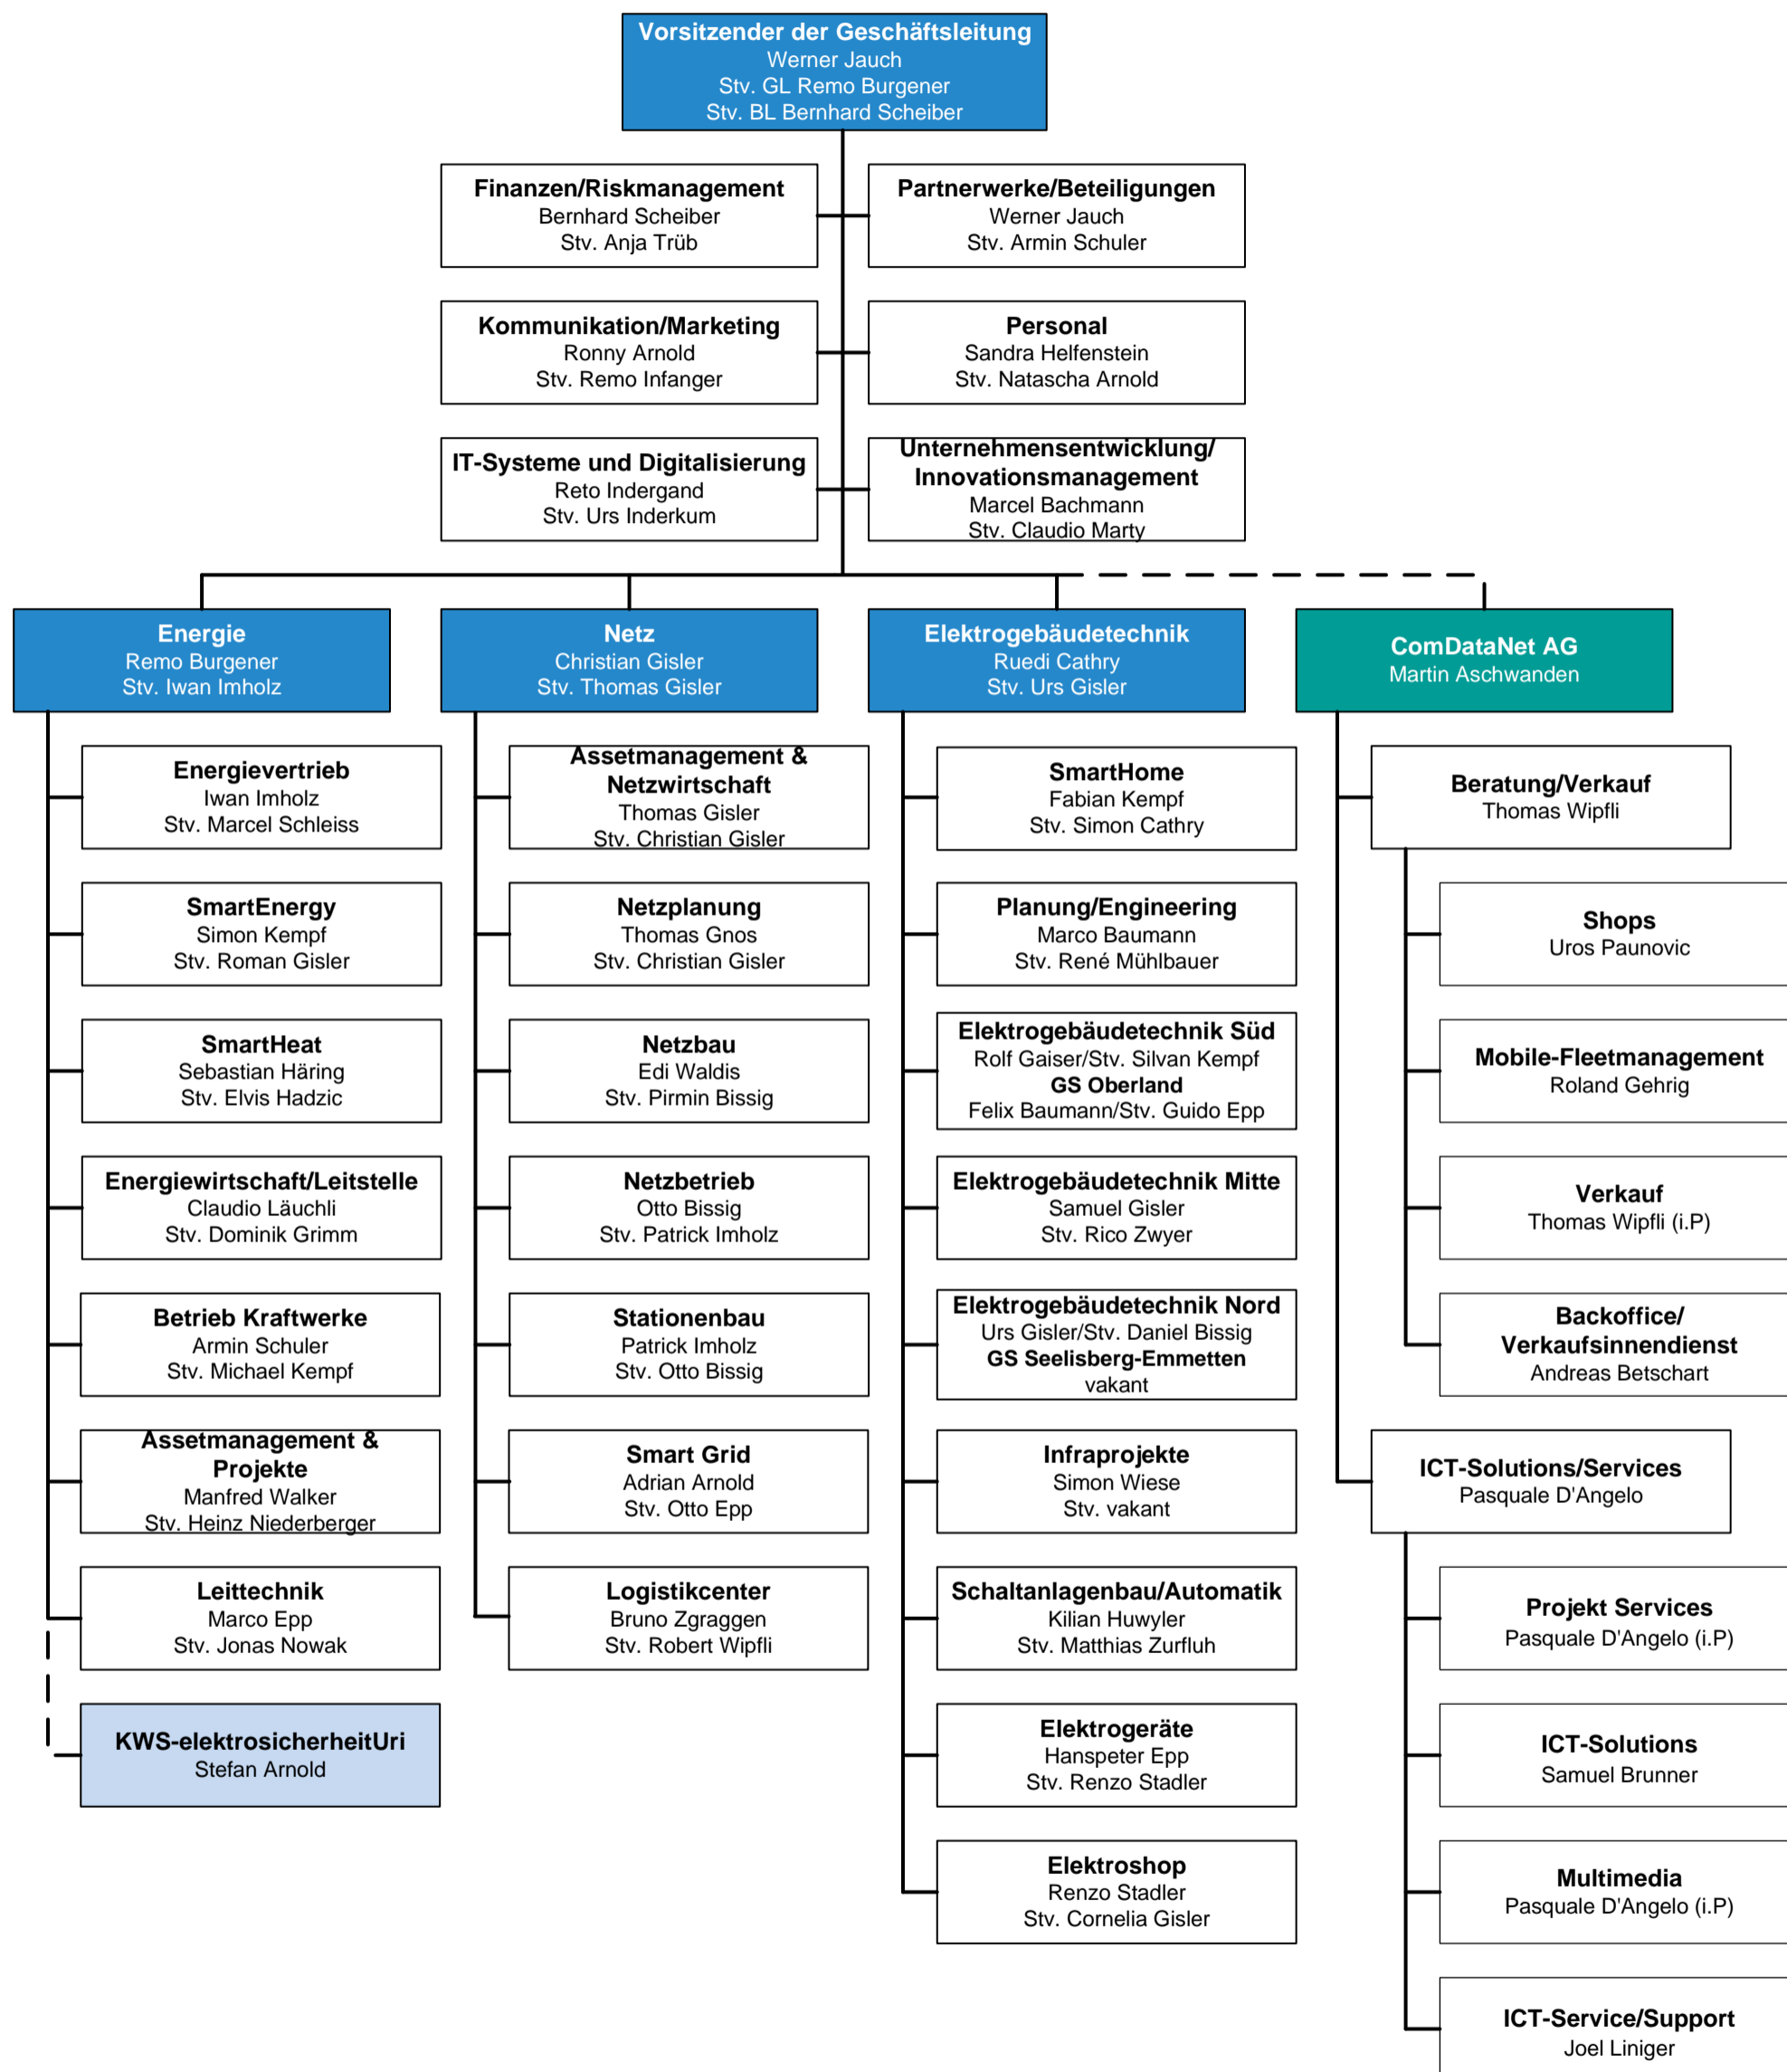 Vorsitzender der Geschäftsleitung
Werner Jauch
Stv. GL Remo Burgener
Stv. BL Bernhard Scheiber
Finanzen/Riskmanagement
Bernhard Scheiber
Stv. Anja Trüb
Partnerwerke/Beteiligungen
Werner Jauch
Stv. Armin Schuler
Kommunikation/Marketing
Ronny Arnold
Stv. Remo Infanger
Personal
Sandra Helfenstein
Stv. Natascha Arnold
IT-Systeme und Digitalisierung
Reto Indergand
Stv. Urs Inderkum
Unternehmensentwicklung/
Innovationsmanagement
Marcel Bachmann
Stv. Claudio Marty
Energie
Remo Burgener
Stv. Iwan Imholz
Energievertrieb
Iwan Imholz
Stv. Marcel Schleiss
SmartEnergy
Simon Kempf
Stv. Roman Gisler
SmartHeat
Sebastian Häring
Stv. Elvis Hadzic
Energiewirtschaft/Leitstelle
Claudio Läuchli
Stv. Dominik Grimm
Betrieb Kraftwerke
Armin Schuler
Stv. Michael Kempf
Assetmanagement &
Projekte
Manfred Walker
Stv. Heinz Niederberger
Leittechnik
Marco Epp
Stv. Jonas Nowak
KWS-elektrosicherheitUri
Stefan Arnold
Netz
Christian Gisler
Stv. Thomas Gisler
Assetmanagement &
Netzwirtschaft
Thomas Gisler
Stv. Christian Gisler
Netzplanung
Thomas Gnos
Stv. Christian Gisler
Netzbau
Edi Waldis
Stv. Pirmin Bissig
Netzbetrieb
Otto Bissig
Stv. Patrick Imholz
Stationenbau
Patrick Imholz
Stv. Otto Bissig
Smart Grid
Adrian Arnold
Stv. Otto Epp
Logistikcenter
Bruno Zgraggen
Stv. Robert Wipfli
Elektrogebäudetechnik
Ruedi Cathry
Stv. Urs Gisler
SmartHome
Fabian Kempf
Stv. Simon Cathry
Planung/Engineering
Marco Baumann
Stv. René Mühlbauer
Elektrogebäudetechnik Süd
Rolf Gaiser/Stv. Silvan Kempf
GS Oberland
Felix Baumann/Stv. Guido Epp
Elektrogebäudetechnik Mitte
Samuel Gisler
Stv. Rico Zwyer
Elektrogebäudetechnik Nord
Urs Gisler/Stv. Daniel Bissig
GS Seelisberg-Emmetten
vakant
Infraprojekte
Simon Wiese
Stv. vakant
Schaltanlagenbau/Automatik
Kilian Huwyler
Stv. Matthias Zurfluh
Elektrogeräte
Hanspeter Epp
Stv. Renzo Stadler
Elektroshop
Renzo Stadler
Stv. Cornelia Gisler
ComDataNet AG
Martin Aschwanden
Beratung/Verkauf
Thomas Wipfli
Shops
Uros Paunovic
Mobile-Fleetmanagement
Roland Gehrig
Verkauf
Thomas Wipfli (i.P)
Backoffice/
Verkaufsinnendienst
Andreas Betschart
ICT-Solutions/Services
Pasquale D'Angelo
Projekt Services
Pasquale D'Angelo (i.P)
ICT-Solutions
Samuel Brunner
Multimedia
Pasquale D'Angelo (i.P)
ICT-Service/Support
Joel Liniger